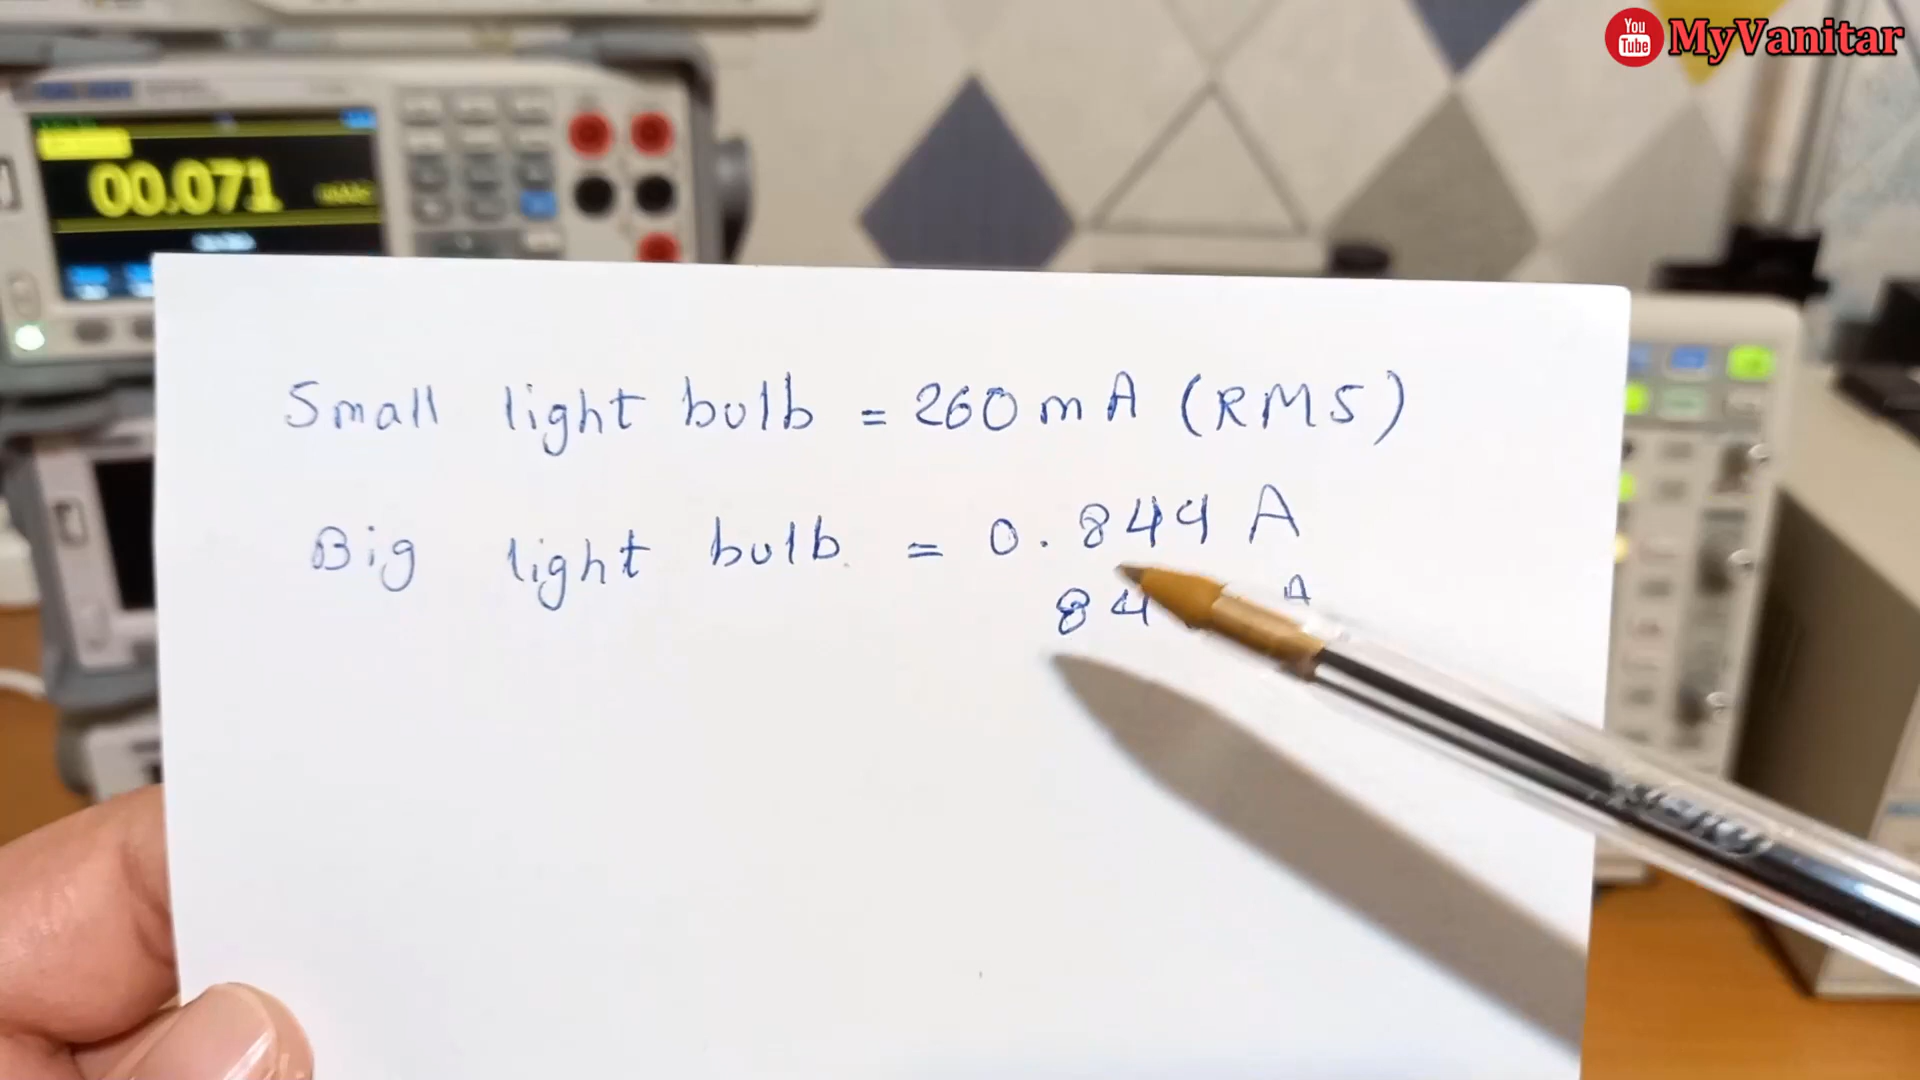 You
Tube
MyVanitar
00.071
Small light bulb = 260 mA (RMS)
Big light bulb = 0.844 A
84 A